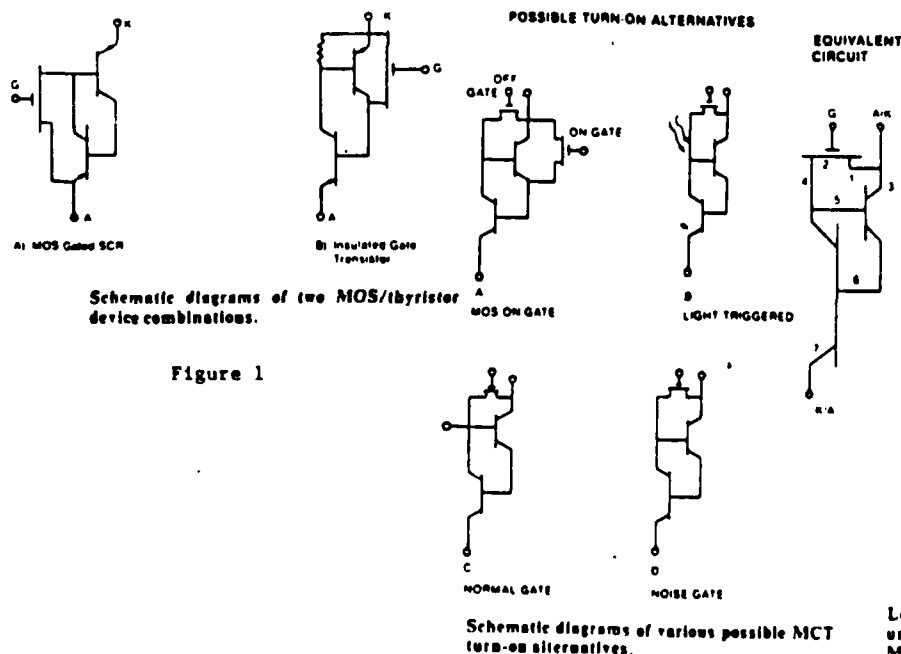 POSSIBLE TURN-ON ALTERNATIVES
EQUIVALENT
CIRCUIT
K
G
A
A) MOS Gated SCR
K
G
A
B) Insulated Gate
Transistor
Schematic diagrams of two MOS/thyristor
device combinations.
Figure 1
OFF
GATE
ON GATE
A
MOS ON GATE
B
LIGHT TRIGGERED
G
A/K
2
1
4
3
5
6
7
K/A
C
NORMAL GATE
D
NOISE GATE
Schematic diagrams of various possible MCT
turn-on alternatives.